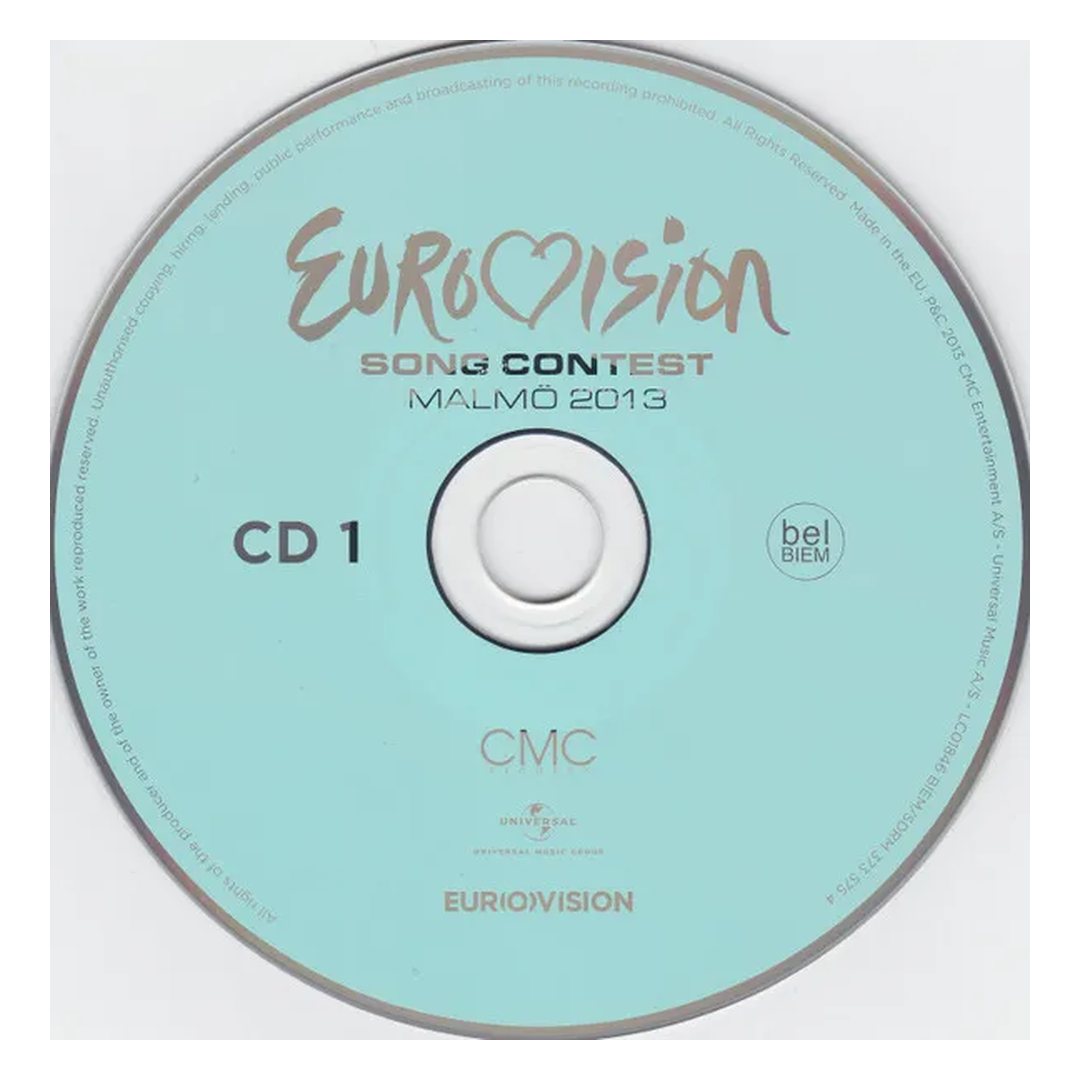 EUROVISION
SONG CONTEST
MALMÖ 2013
CD 1
bel
BIEM
CMC
RECORDS
UNIVERSAL
UNIVERSAL MUSIC GROUP
EUR(O)VISION
All rights of the producer and of the owner of the work reproduced reserved. Unauthorised copying, hiring, lending, public performance and broadcasting of this recording prohibited. All Rights Reserved. Made in the EU. P&C 2013 CMC Entertainment A/S - Universal Music A/S - LC01846 BIEM/SDRM 373 575 4